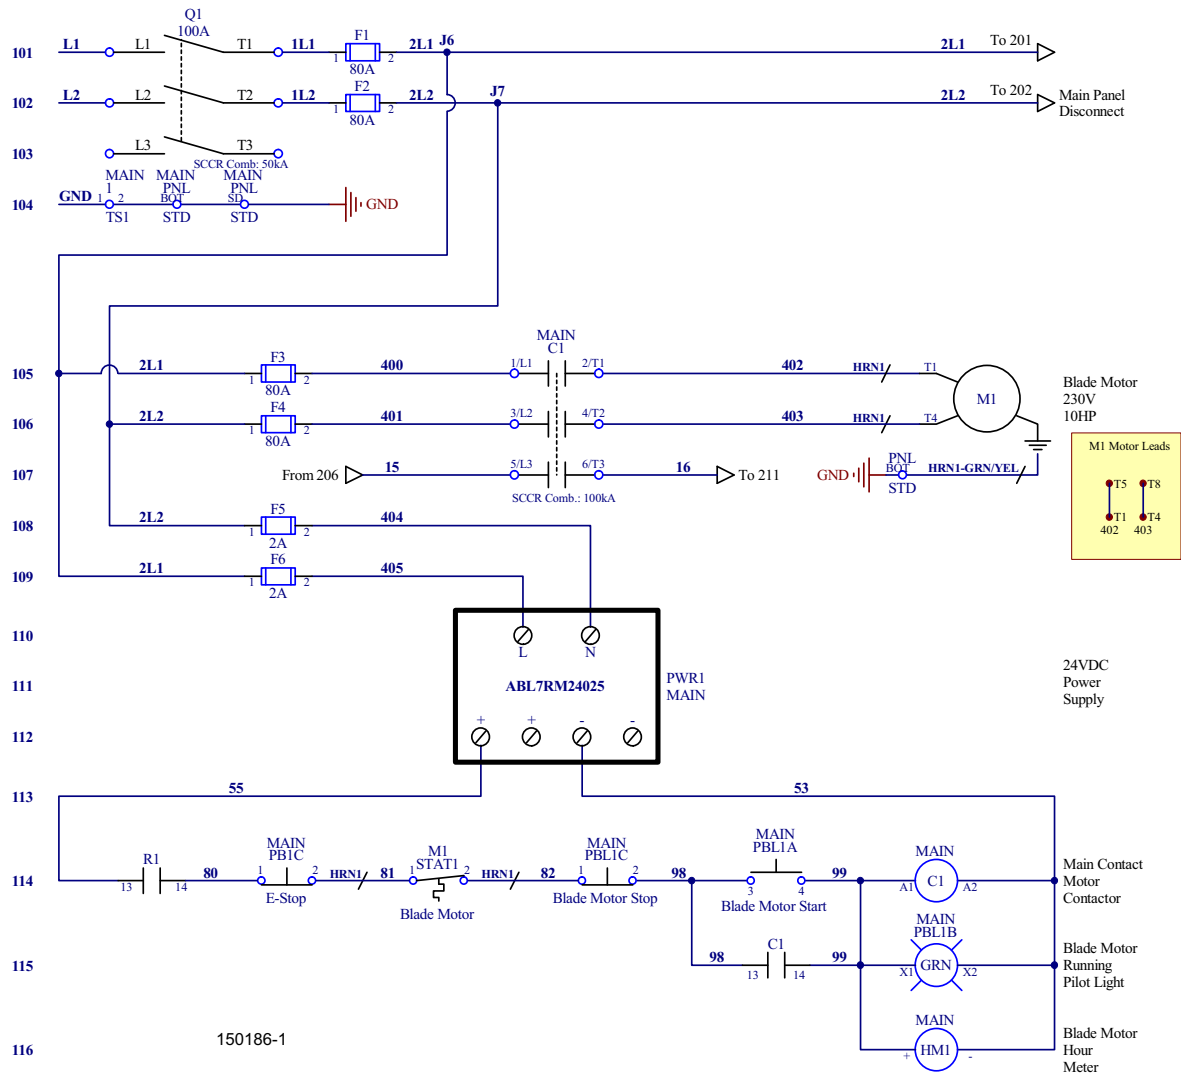 Q1
100A
101
L1
L1
T1
1L1
F1
1
2
80A
2L1
J6
2L1
To 201
102
L2
L2
T2
1L2
F2
1
2
80A
2L2
J7
2L2
To 202
Main Panel
Disconnect
103
L3
T3
SCCR Comb: 50kA
104
GND
MAIN
1
1
2
TS1
MAIN
PNL
BOT
STD
MAIN
PNL
SD
STD
GND
105
2L1
F3
1
2
80A
400
MAIN
C1
1/L1
2/T1
402
HRN1
T1
M1
Blade Motor
230V
10HP
106
2L2
F4
1
2
80A
401
3/L2
4/T2
403
HRN1
T4
107
From 206
15
5/L3
6/T3
SCCR Comb.: 100kA
16
To 211
GND
PNL
BOT
STD
HRN1-GRN/YEL
M1 Motor Leads
T5
T8
T1
T4
402
403
108
2L2
F5
1
2
2A
404
109
2L1
F6
1
2
2A
405
110
L
N
111
ABL7RM24025
PWR1
MAIN
24VDC
Power
Supply
112
+
+
-
-
113
55
53
114
R1
13
14
80
MAIN
PB1C
1
2
E-Stop
HRN1
81
M1
STAT1
1
2
Blade Motor
HRN1
82
MAIN
PBL1C
1
2
Blade Motor Stop
98
MAIN
PBL1A
3
4
Blade Motor Start
99
MAIN
A1
C1
A2
Main Contact
Motor
Contactor
115
98
C1
13
14
99
MAIN
PBL1B
X1
GRN
X2
Blade Motor
Running
Pilot Light
116
150186-1
MAIN
+
HM1
-
Blade Motor
Hour
Meter